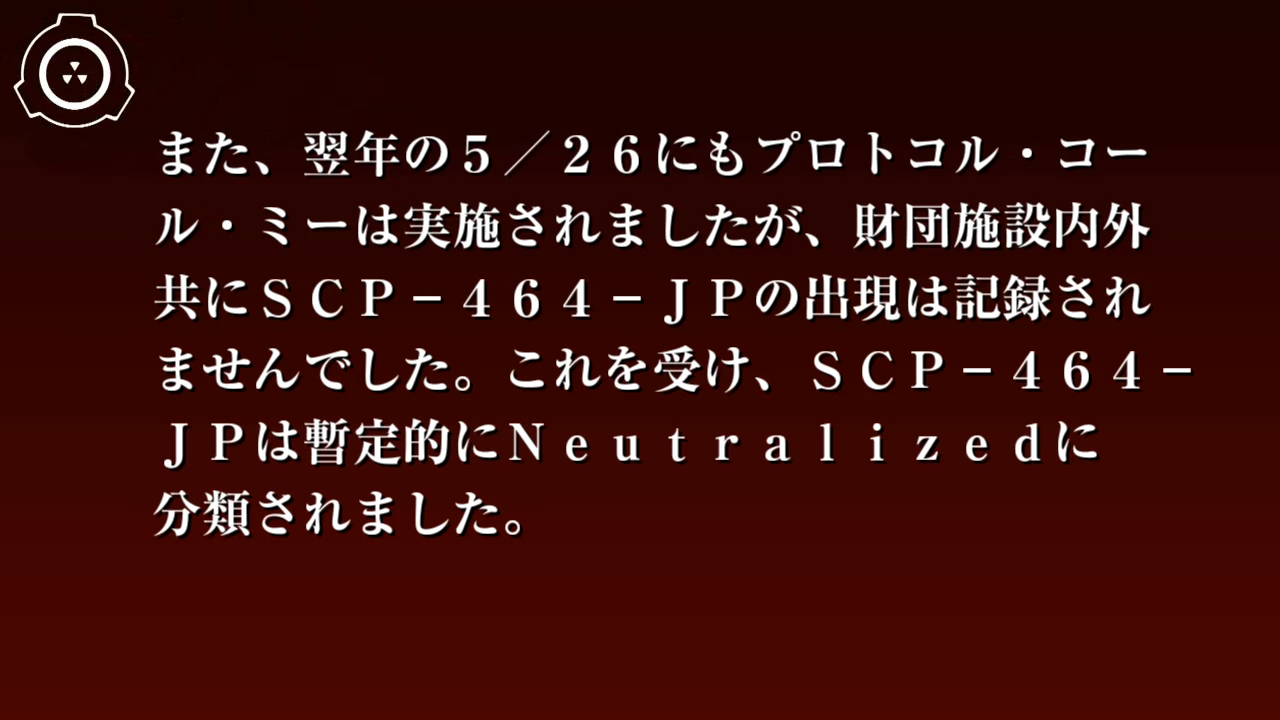 また、翌年の５／２６にもプロトコル・コー
ル・ミーは実施されましたが、財団施設内外
共にＳＣＰ－４６４－ＪＰの出現は記録され
ませんでした。これを受け、ＳＣＰ－４６４－
ＪＰは暫定的にＮｅｕｔｒａｌｉｚｅｄに
分類されました。